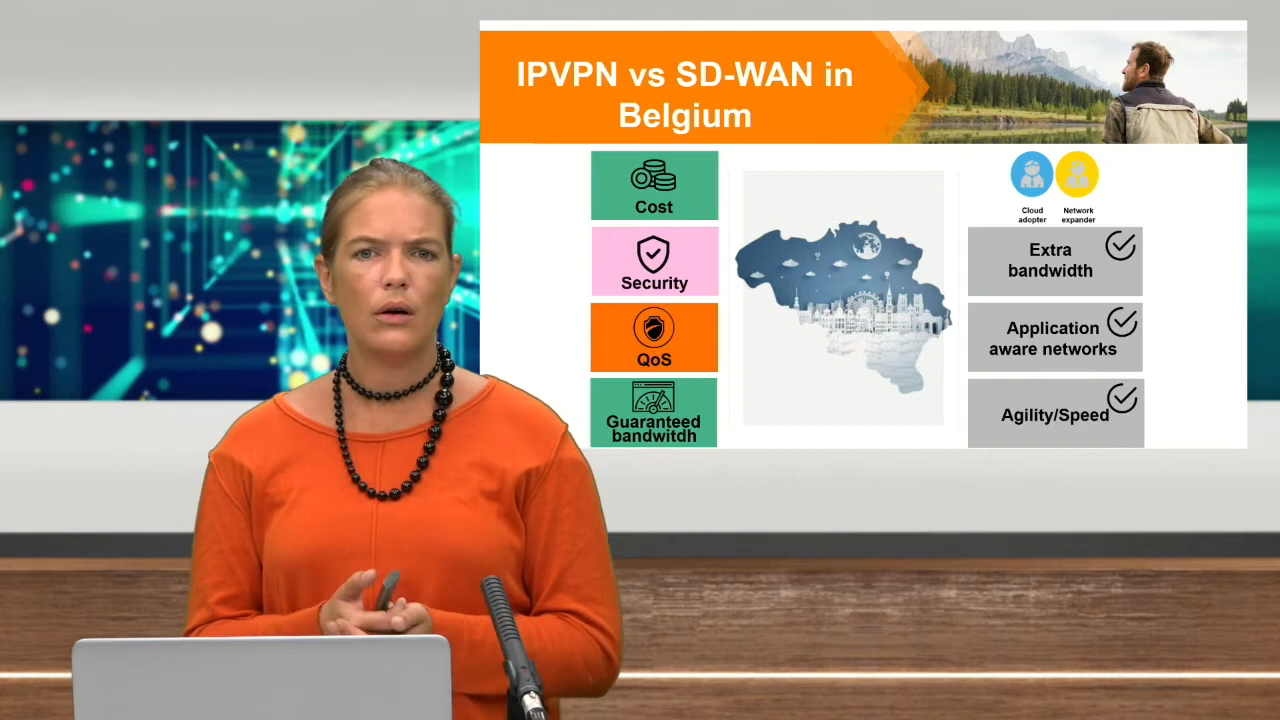 IPVPN vs SD-WAN in
Belgium
Cost
Security
QoS
Guaranteed
bandwitdh
Cloud
adopter
Network
expander
Extra
bandwidth
Application
aware networks
Agility/Speed